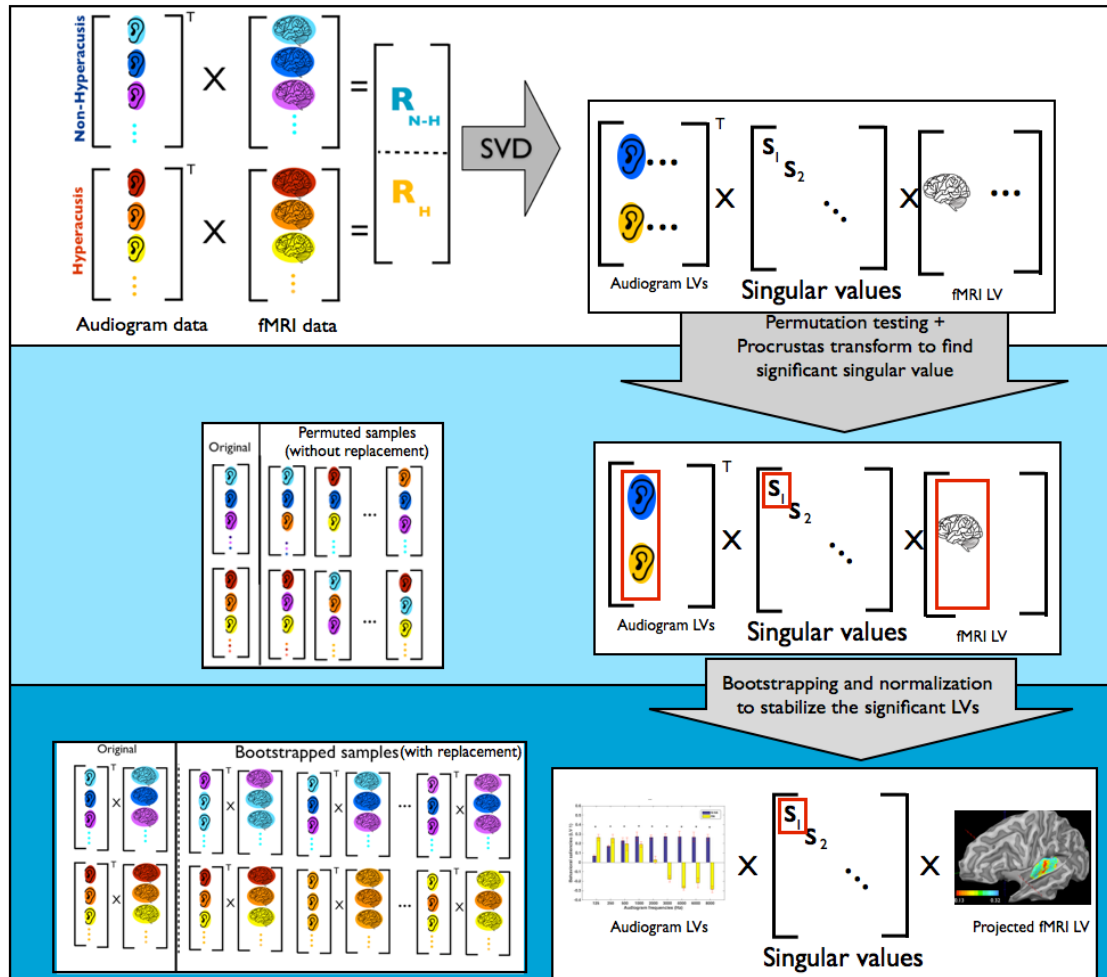 Non-Hyperacusis
T
X
=
R
N-H
SVD
Hyperacusis
T
X
=
R
H
Audiogram data
fMRI data
T
X
S1
S2
X
Audiogram LVs
Singular values
fMRI LV
Permutation testing +
Procrustas transform to find
significant singular value
Original
Permuted samples
(without replacement)
T
X
S1
S2
X
Audiogram LVs
Singular values
fMRI LV
Bootstrapping and normalization
to stabilize the significant LVs
Original
Bootstrapped samples (with replacement)
T
X
T
X
T
X
T
X
T
X
T
X
T
X
T
X
Audiogram frequencies (Hz)
Audiogram LVs
X
S1
S2
Singular values
X
Projected fMRI LV